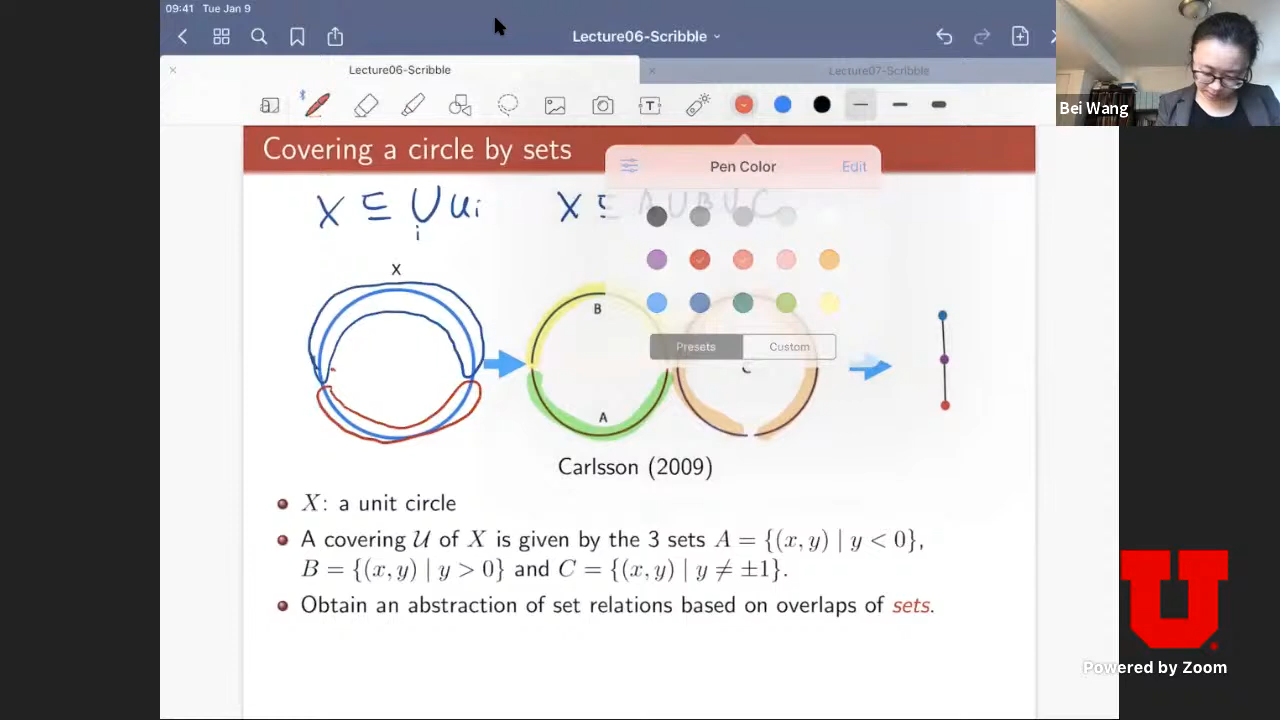 09:41 Tue Jan 9
Lecture06-Scribble
Lecture06-Scribble
Lecture07-Scribble
T
Bei Wang
Covering a circle by sets
Pen Color
Edit
X ⊆ ⋃ᵢ Uᵢ
X ⊆ A ∪ B ∪ C
X
B
Presets
Custom
C
A
Carlsson (2009)
X: a unit circle
A covering 𝒰 of X is given by the 3 sets A = {(x, y) | y < 0},
B = {(x, y) | y > 0} and C = {(x, y) | y ≠ ±1}.
Obtain an abstraction of set relations based on overlaps of sets.
U
Powered by Zoom